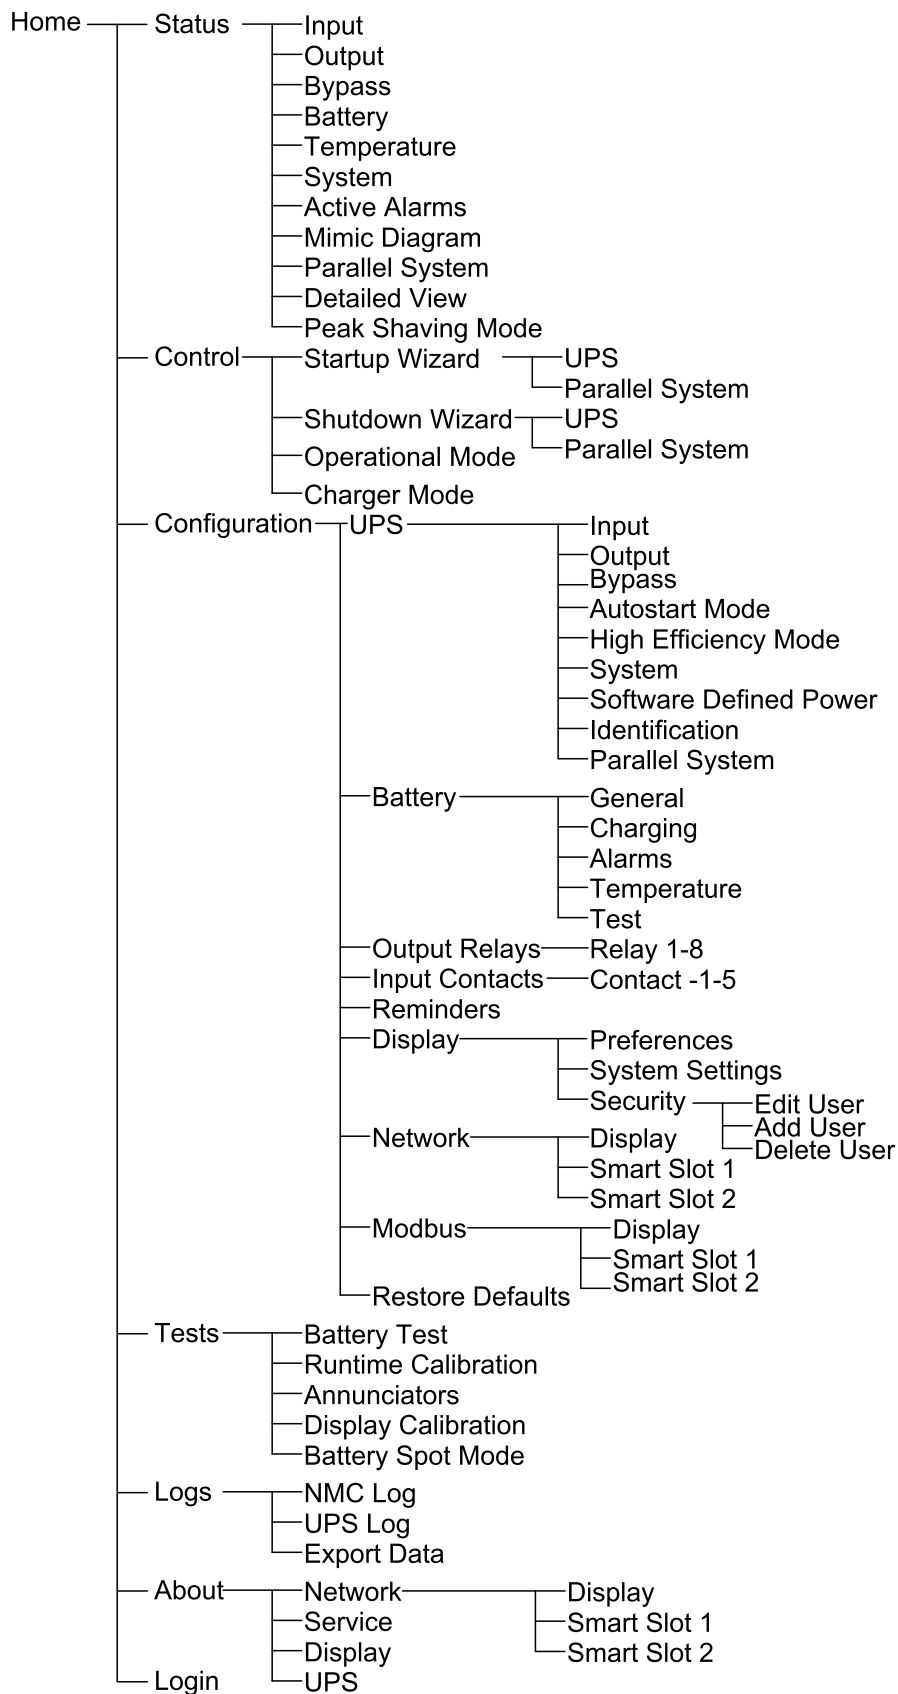 Home Status Input
Output
Bypass
Battery
Temperature
System
Active Alarms
Mimic Diagram
Parallel System
Detailed View
Peak Shaving Mode
Control Startup Wizard UPS
Parallel System
Shutdown Wizard UPS
Parallel System
Operational Mode
Charger Mode
Configuration UPS Input
Output
Bypass
Autostart Mode
High Efficiency Mode
System
Software Defined Power
Identification
Parallel System
Battery General
Charging
Alarms
Temperature
Test
Output Relays Relay 1-8
Input Contacts Contact -1-5
Reminders
Display Preferences
System Settings
Security Edit User
Add User
Delete User
Network Display
Smart Slot 1
Smart Slot 2
Modbus Display
Smart Slot 1
Smart Slot 2
Restore Defaults
Tests Battery Test
Runtime Calibration
Annunciators
Display Calibration
Battery Spot Mode
Logs NMC Log
UPS Log
Export Data
About Network Display
Service Smart Slot 1
Display Smart Slot 2
Login UPS